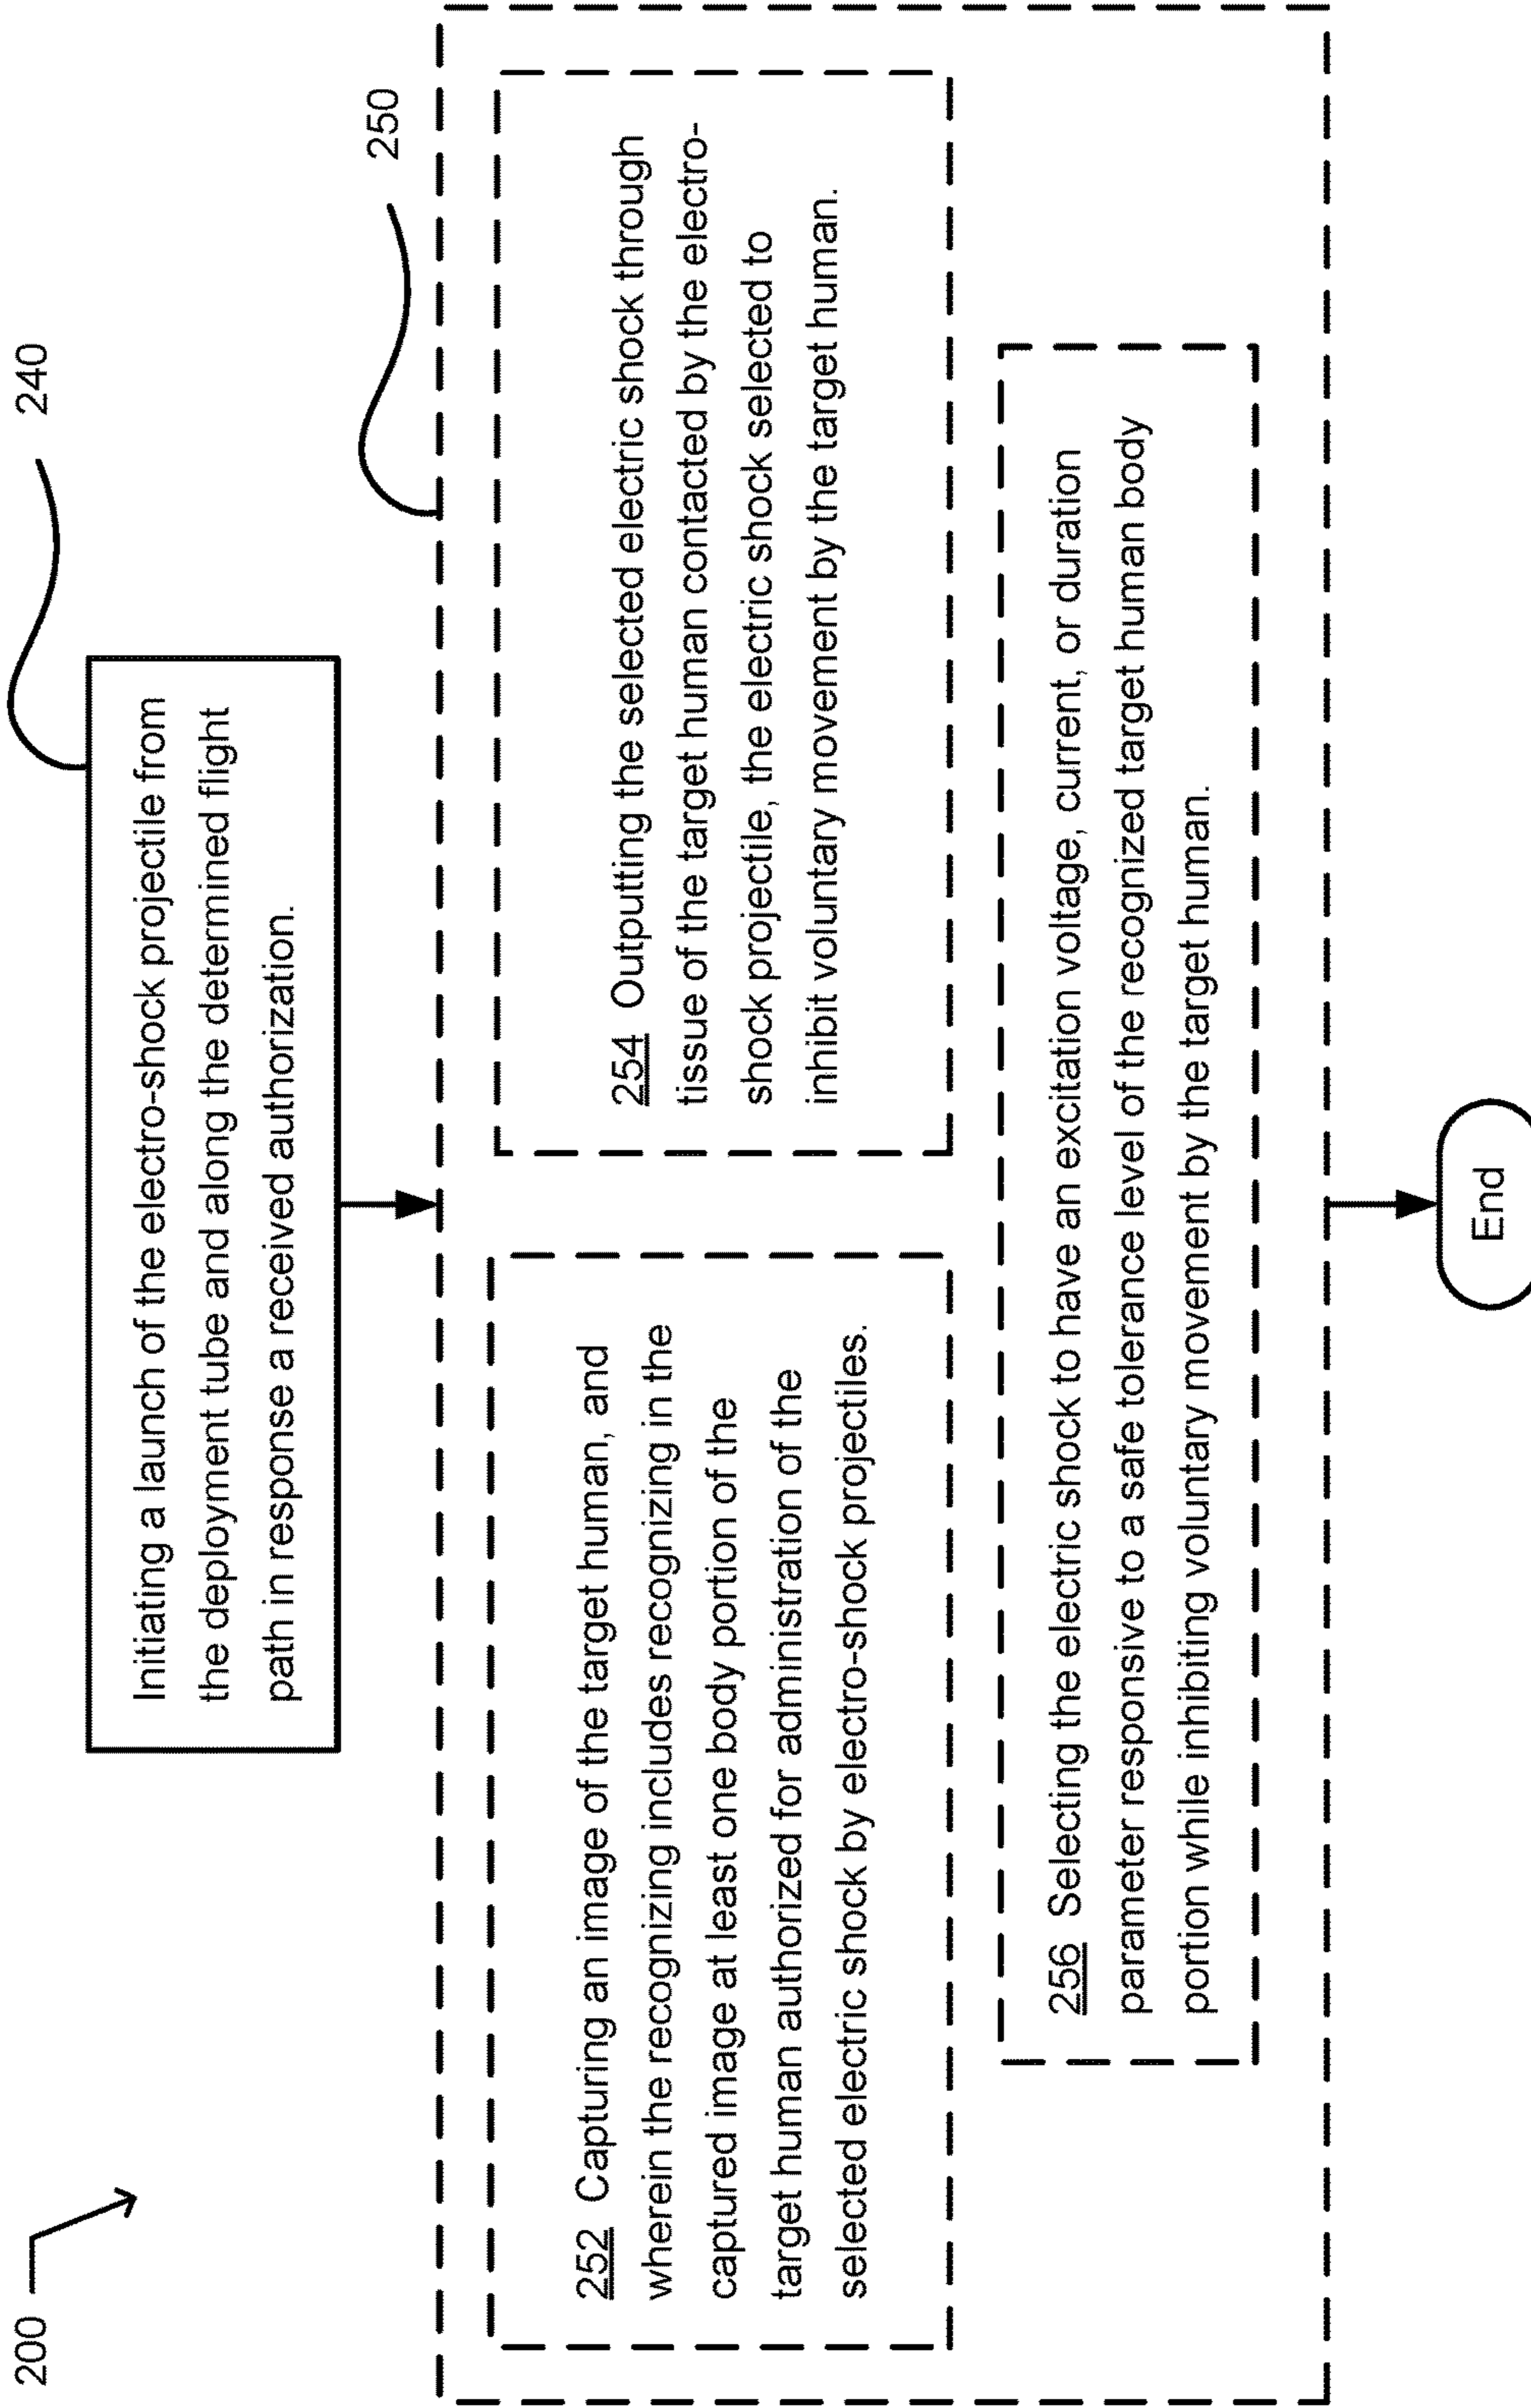 200
240
Initiating a launch of the electro-shock projectile from
the deployment tube and along the determined flight
path in response a received authorization.
250
252 Capturing an image of the target human, and
wherein the recognizing includes recognizing in the
captured image at least one body portion of the
target human authorized for administration of the
selected electric shock by electro-shock projectiles.
254 Outputting the selected electric shock through
tissue of the target human contacted by the electro-
shock projectile, the electric shock selected to
inhibit voluntary movement by the target human.
256 Selecting the electric shock to have an excitation voltage, current, or duration
parameter responsive to a safe tolerance level of the recognized target human body
portion while inhibiting voluntary movement by the target human.
End